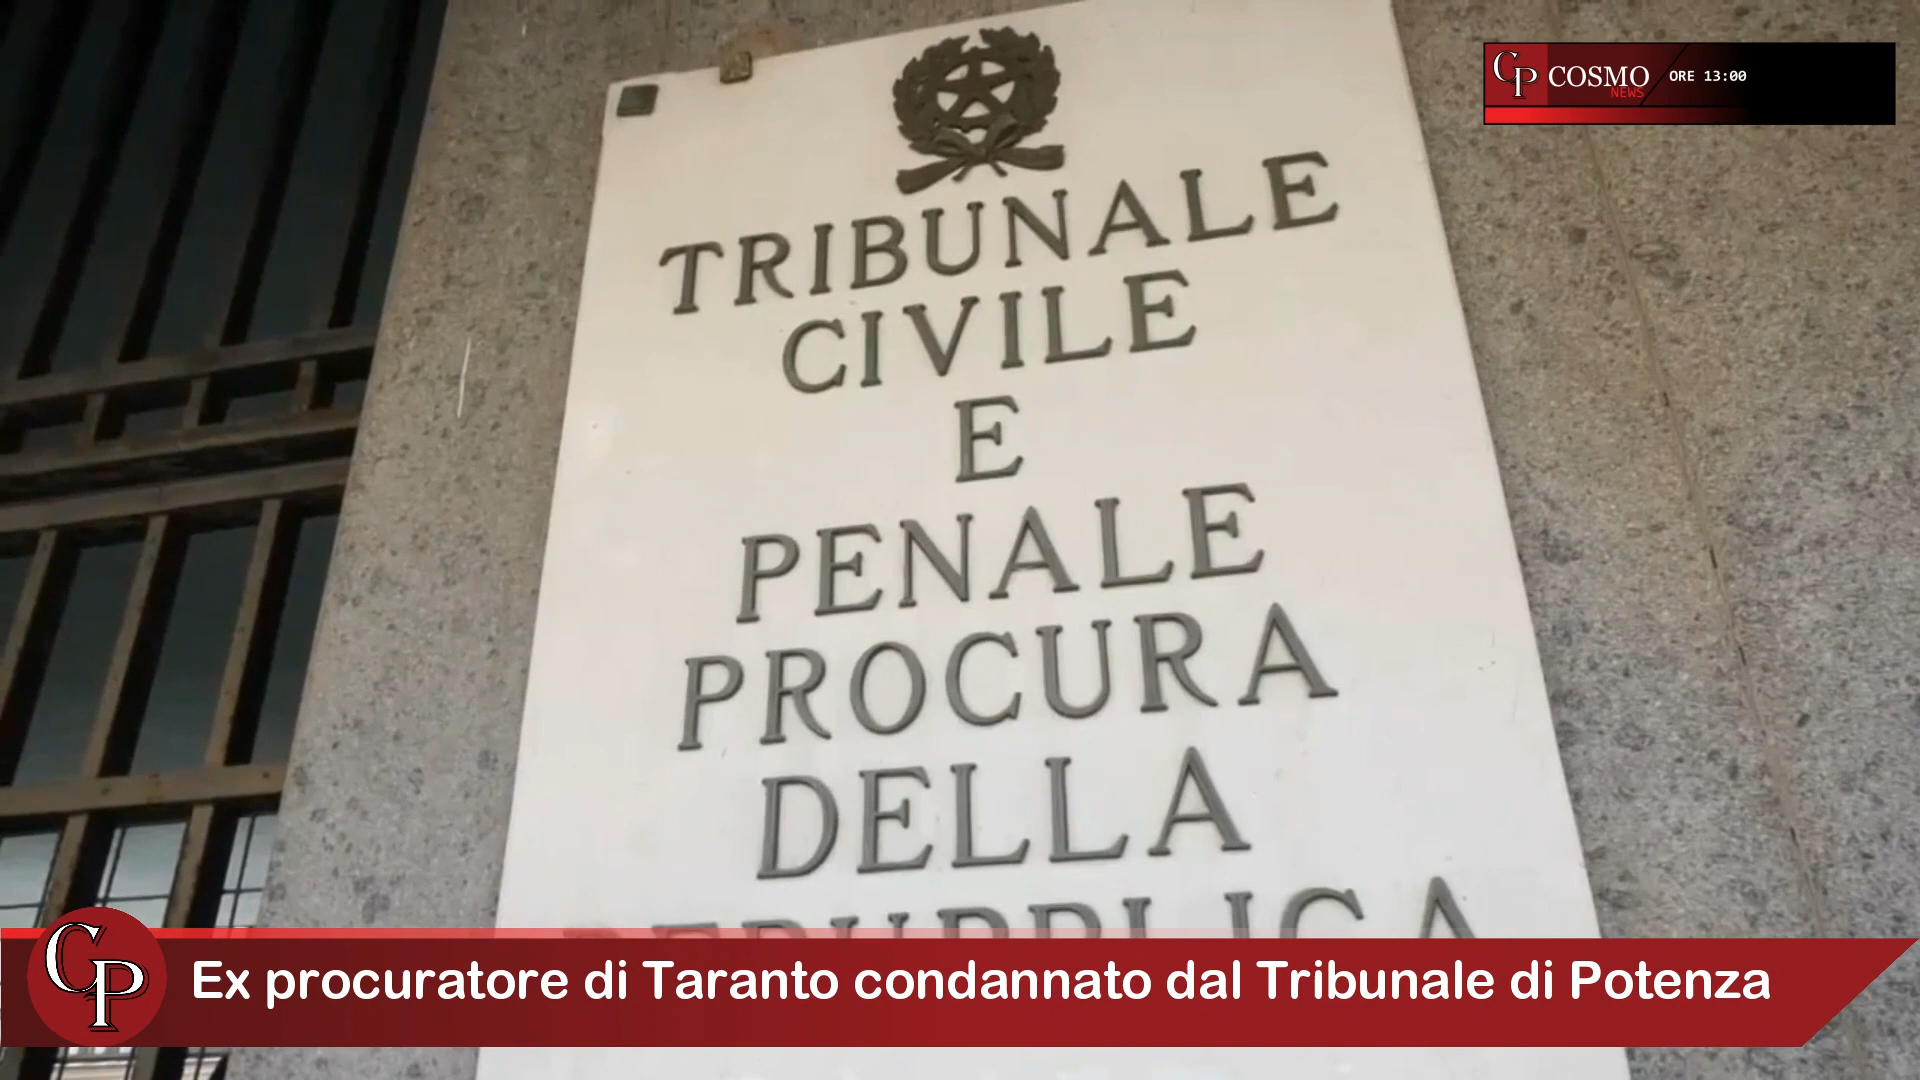 CP COSMO NEWS ORE 13:00
TRIBUNALE
CIVILE
E
PENALE
PROCURA
DELLA
REPUBBLICA
CP
Ex procuratore di Taranto condannato dal Tribunale di Potenza